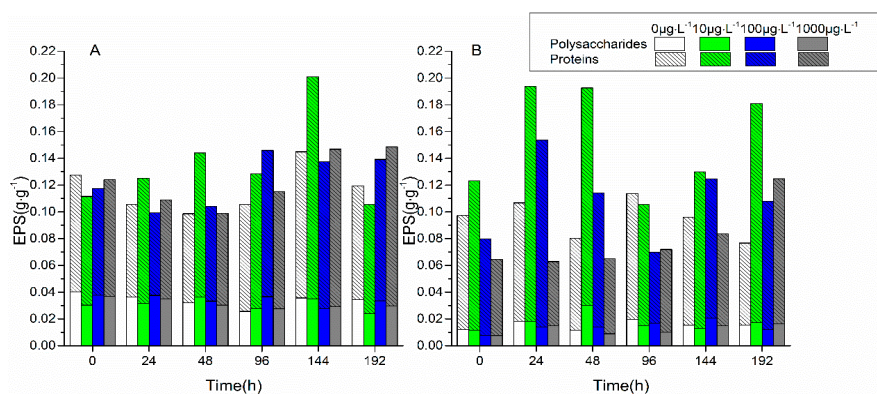 0μg·L⁻¹ 10μg·L⁻¹ 100μg·L⁻¹ 1000μg·L⁻¹
Polysaccharides
Proteins
A
0.22
0.20
0.18
0.16
0.14
0.12
0.10
0.08
0.06
0.04
0.02
0.00
EPS(g·g⁻¹)
0 24 48 96 144 192
Time(h)
B
0.22
0.20
0.18
0.16
0.14
0.12
0.10
0.08
0.06
0.04
0.02
0.00
EPS(g·g⁻¹)
0 24 48 96 144 192
Time(h)